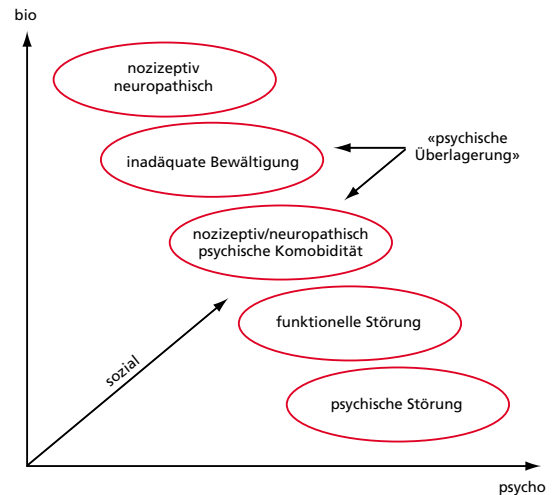 bio
nozizeptiv
neuropathisch
inadäquate Bewältigung
«psychische
Überlagerung»
nozizeptiv/neuropathisch
psychische Komobidität
funktionelle Störung
sozial
psychische Störung
psycho